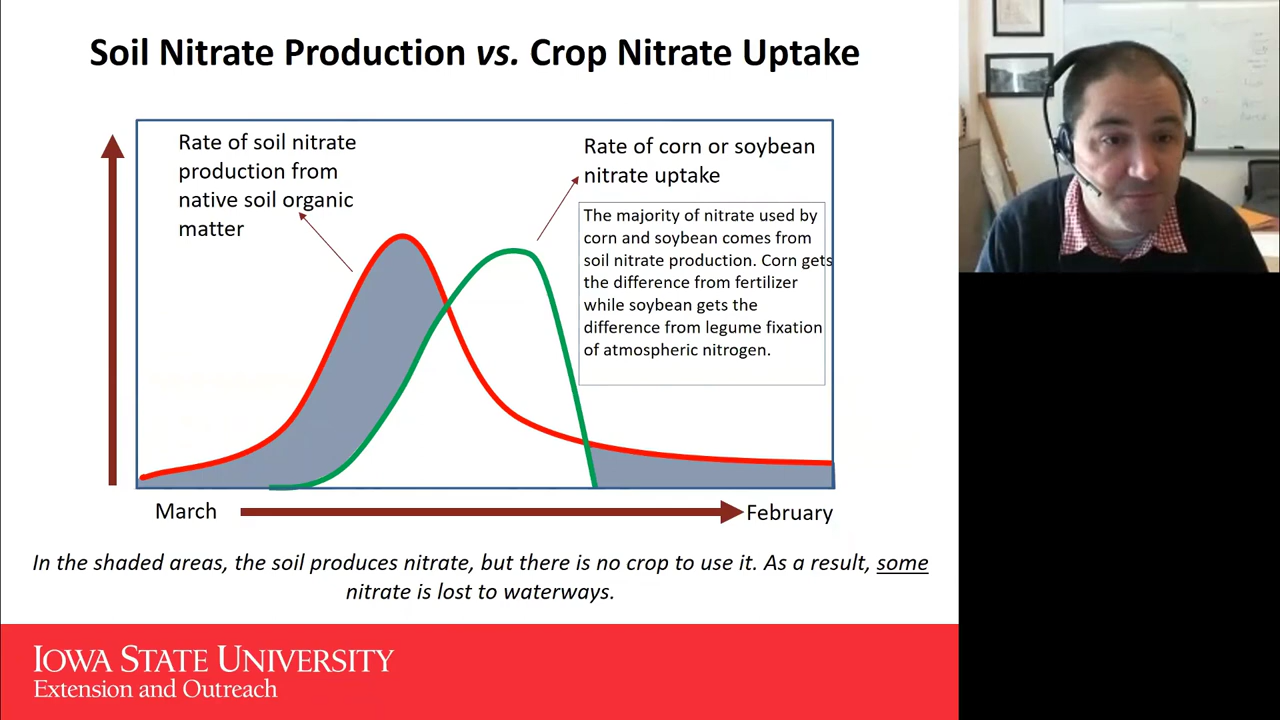 Soil Nitrate Production vs. Crop Nitrate Uptake
Rate of soil nitrate
production from
native soil organic
matter
Rate of corn or soybean
nitrate uptake
The majority of nitrate used by
corn and soybean comes from
soil nitrate production. Corn gets
the difference from fertilizer
while soybean gets the
difference from legume fixation
of atmospheric nitrogen.
March
February
In the shaded areas, the soil produces nitrate, but there is no crop to use it. As a result, some
nitrate is lost to waterways.
IOWA STATE UNIVERSITY
Extension and Outreach